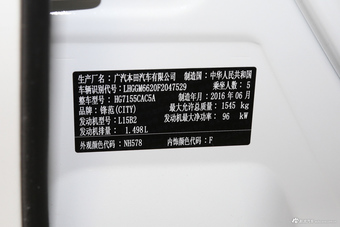 生产厂名：广汽本田汽车有限公司 制造国：中华人民共和国
车辆识别代号：LHGGM6620F2047529 乘坐人数：5
整车型号：HG7155CAC5A 制造年月：2016 年 06 月
品牌：锋范(CITY) 最大允许总质量：1545 kg
发动机型号：L15B2 发动机最大净功率：96 kW
发动机排量：1.498L
外观颜色代码：NH578 内饰颜色代码：F